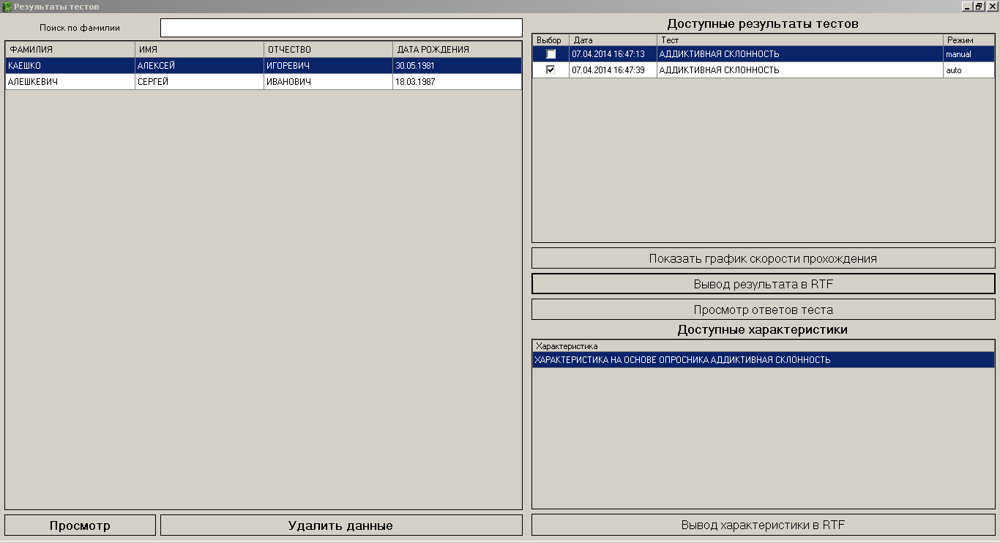 Результаты тестов
Поиск по фамилии
ФАМИЛИЯ ИМЯ ОТЧЕСТВО ДАТА РОЖДЕНИЯ
КАЕШКО АЛЕКСЕЙ ИГОРЕВИЧ 30.05.1981
АЛЕШКЕВИЧ СЕРГЕЙ ИВАНОВИЧ 18.03.1987
Просмотр Удалить данные
Доступные результаты тестов
Выбор Дата Тест Режим
07.04.2014 16:47:13 АДДИКТИВНАЯ СКЛОННОСТЬ manual
07.04.2014 16:47:39 АДДИКТИВНАЯ СКЛОННОСТЬ auto
Показать график скорости прохождения
Вывод результата в RTF
Просмотр ответов теста
Доступные характеристики
Характеристика
ХАРАКТЕРИСТИКА НА ОСНОВЕ ОПРОСНИКА АДДИКТИВНАЯ СКЛОННОСТЬ
Вывод характеристики в RTF